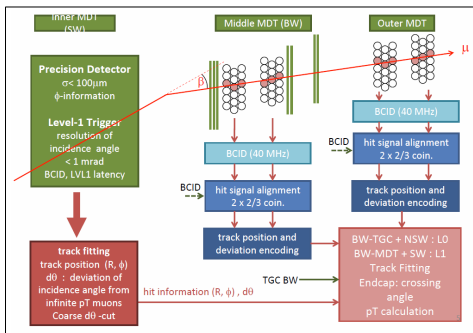 Inner MDT
(SW)
Middle MDT (BW)
Outer MDT
Precision Detector
σ< 100μm
ϕ-information
Level-1 Trigger
resolution of
incidence angle
< 1 mrad
BCID, LVL1 latency
β
μ
BCID (40 MHz)
BCID (40 MHz)
BCID
hit signal alignment
2 x 2/3 coin.
BCID
hit signal alignment
2 x 2/3 coin.
track position and
deviation encoding
track position and
deviation encoding
track fitting
track position (R, ϕ)
dθ : deviation of
incidence angle from
infinite pT muons
Coarse dθ -cut
hit information (R, ϕ) , dθ
TGC BW
BW-TGC + NSW : L0
BW-MDT + SW : L1
Track Fitting
Endcap: crossing
angle
pT calculation